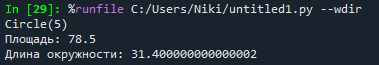 In [29]: %runfile C:/Users/Niki/untitled1.py --wdir
Circle(5)
Площадь: 78.5
Длина окружности: 31.400000000000002